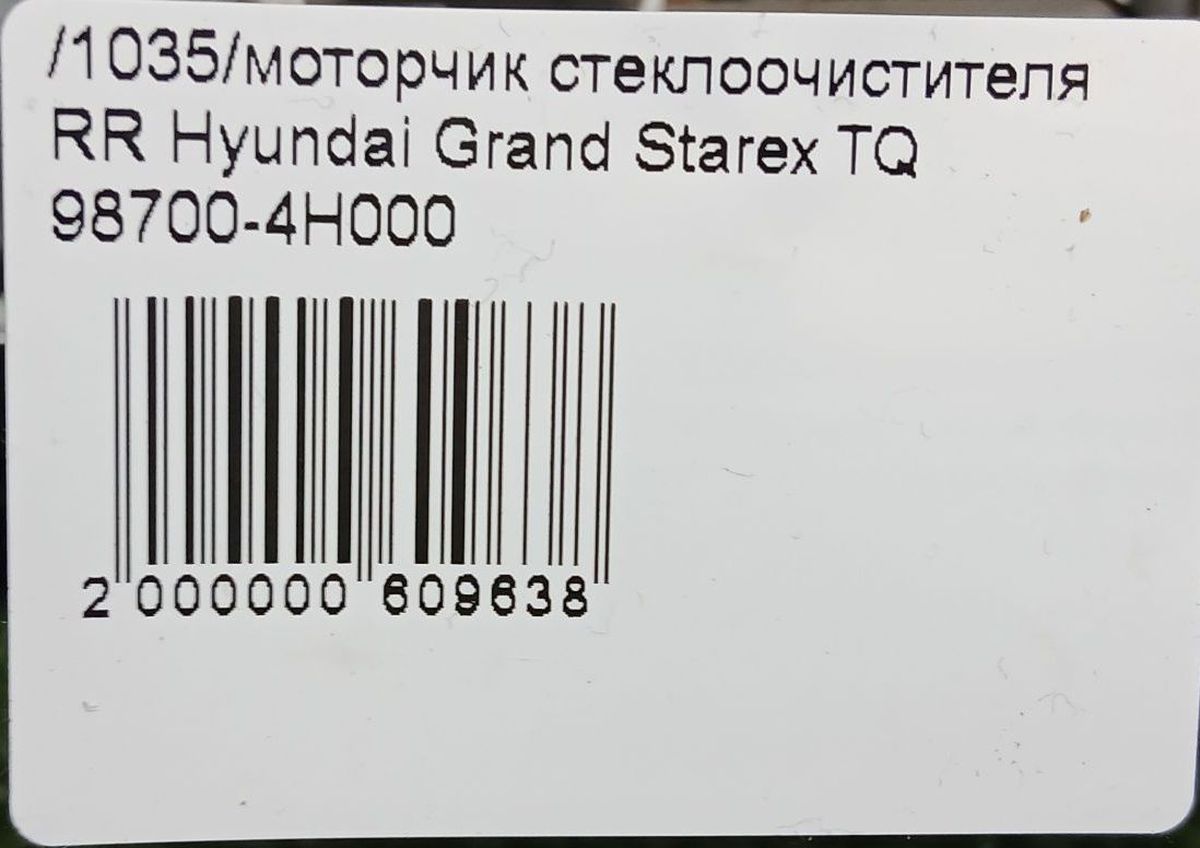 /1035/моторчик стеклоочистителя
RR Hyundai Grand Starex TQ
98700-4H000
2 000000 609638